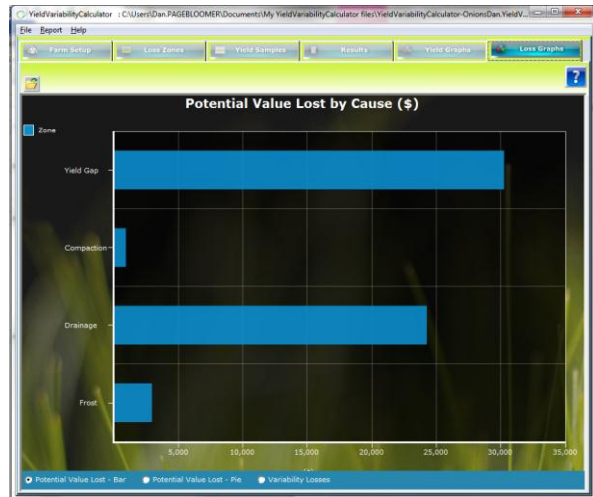 YieldVariabilityCalculator : C:\Users\Dan.PAGEBLOOMER\Documents\My YieldVariabilityCalculator files\YieldVariabilityCalculator-OnionsDan.YieldV...
File Report Help
Farm Setup Loss Zones Yield Samples Results Yield Graphs Loss Graphs
?
Potential Value Lost by Cause ($)
Zone
Yield Gap
Compaction
Drainage
Frost
5,000 10,000 15,000 20,000 25,000 30,000 35,000
Potential Value Lost - Bar Potential Value Lost - Pie Variability Losses